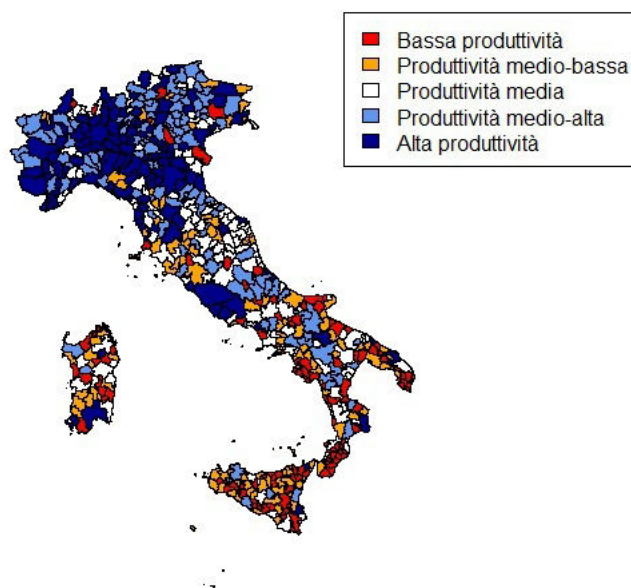 Bassa produttività
Produttività medio-bassa
Produttività media
Produttività medio-alta
Alta produttività